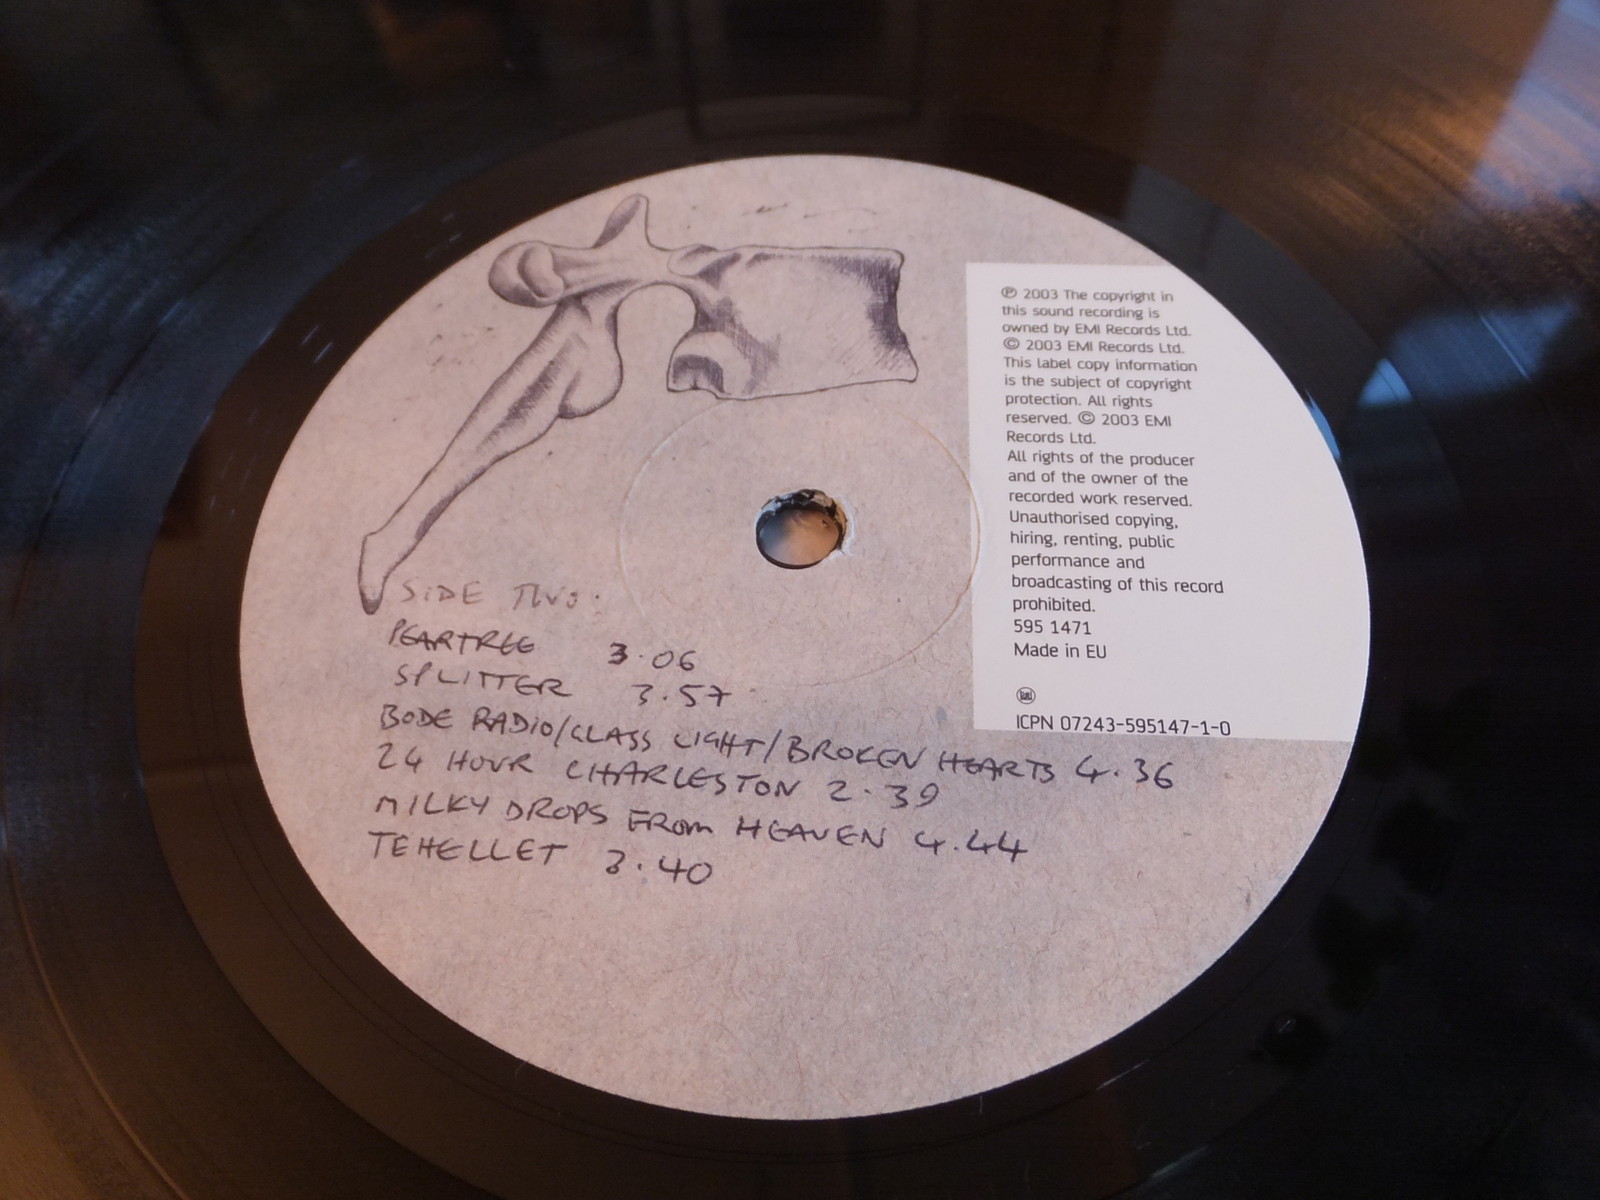 SIDE TWO.
PEARTREE 3.06
SPLITTER 3.57
BODE RADIO/GLASS LIGHT/BROKEN HEARTS 4.36
24 HOUR CHARLESTON 2.39
MILKY DROPS FROM HEAVEN 4.44
TEHELLET 3.40
Ⓟ 2003 The copyright in
this sound recording is
owned by EMI Records Ltd.
© 2003 EMI Records Ltd.
This label copy information
is the subject of copyright
protection. All rights
reserved. © 2003 EMI
Records Ltd.
All rights of the producer
and of the owner of the
recorded work reserved.
Unauthorised copying,
hiring, renting, public
performance and
broadcasting of this record
prohibited.
595 1471
Made in EU
ICPN 07243-595147-1-0